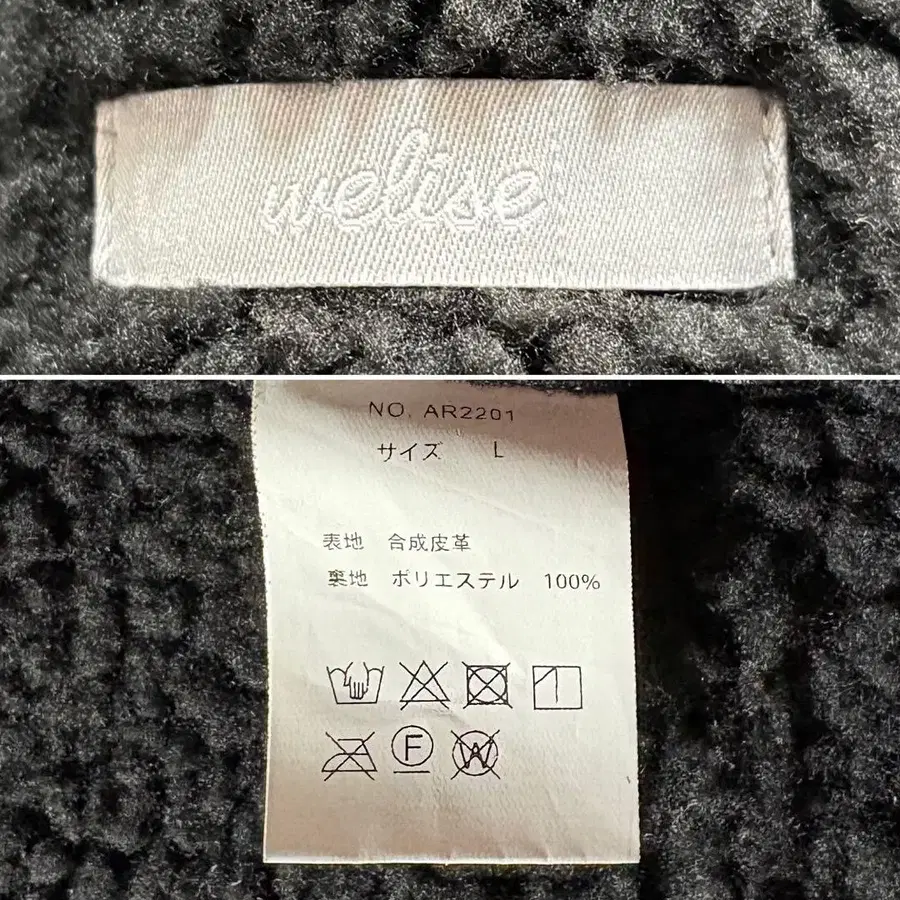 welise
NO. AR2201
サイズ L
表地 合成皮革
裏地 ポリエステル 100%
F
W